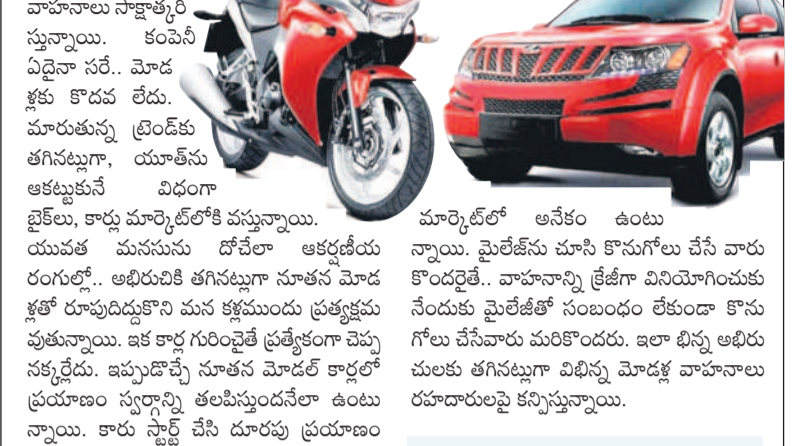 వాహనాలు సాక్షాత్కరి
స్తున్నాయి. కంపెనీ
ఏదైనా సరే.. మోడ
ళ్లకు కొదవ లేదు.
మారుతున్న ట్రెండ్‌కు
తగినట్లుగా, యూత్‌ను
ఆకట్టుకునే విధంగా
బైక్‌లు, కార్లు మార్కెట్‌లోకి వస్తున్నాయి.
యువత మనసును దోచేలా ఆకర్షణీయ
రంగుల్లో.. అభిరుచికి తగినట్లుగా నూతన మోడ
ళ్లతో రూపుదిద్దుకొని మన కళ్లముందు ప్రత్యక్షమ
వుతున్నాయి. ఇక కార్ల గురించైతే ప్రత్యేకంగా చెప్ప
నక్కర్లేదు. ఇప్పుడొచ్చే నూతన మోడల్ కార్లలో
ప్రయాణం స్వర్గాన్ని తలపిస్తుందనేలా ఉంటు
న్నాయి. కారు స్టార్ట్ చేసి దూరపు ప్రయాణం
మార్కెట్‌లో అనేకం ఉంటు
న్నాయి. మైలేజ్‌ను చూసి కొనుగోలు చేసే వారు
కొందరైతే.. వాహనాన్ని క్రేజీగా వినియోగించుకు
నేందుకు మైలేజీతో సంబంధం లేకుండా కొను
గోలు చేసేవారు మరికొందరు. ఇలా భిన్న అభిరు
చులకు తగినట్లుగా విభిన్న మోడళ్ల వాహనాలు
రహదారులపై కన్పిస్తున్నాయి.